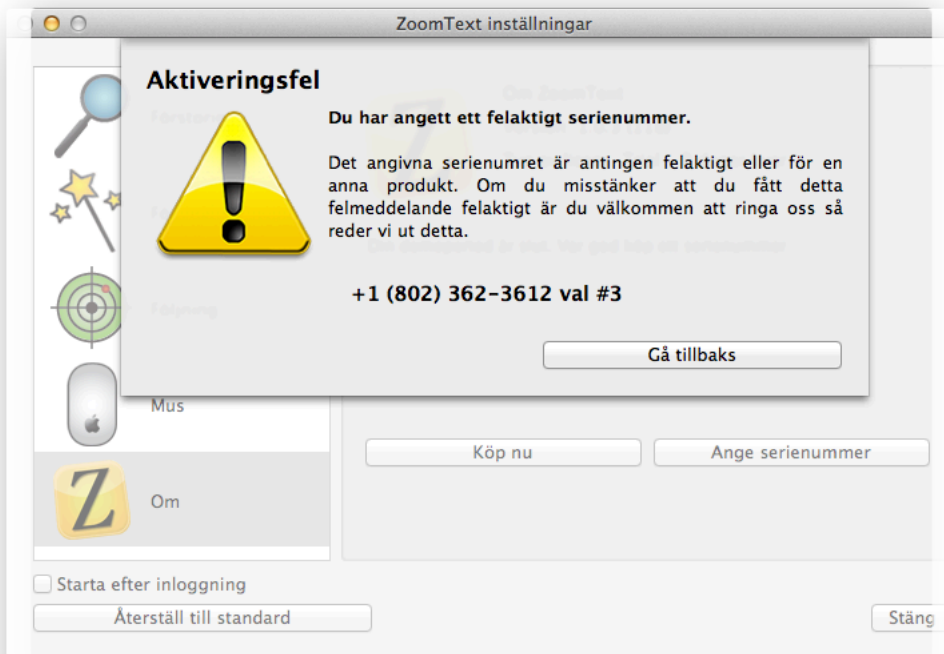 ZoomText inställningar
Aktiveringsfel
Du har angett ett felaktigt serienummer.
Det angivna serienumret är antingen felaktigt eller för en
anna produkt. Om du misstänker att du fått detta
felmeddelande felaktigt är du välkommen att ringa oss så
reder vi ut detta.
+1 (802) 362-3612 val #3
Gå tillbaks
Om ZoomText
Följning
Mus
Köp nu
Ange serienummer
Z
Om
Starta efter inloggning
Återställ till standard
Stäng